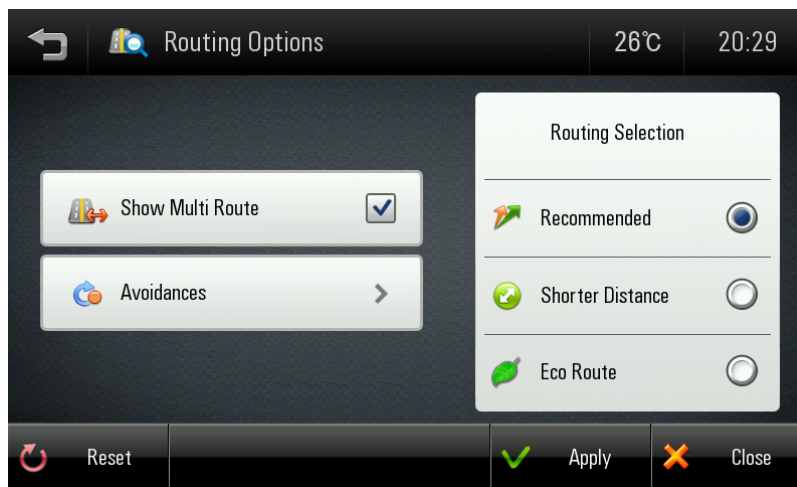 Routing Options
26℃
20:29
Show Multi Route
Avoidances
Routing Selection
Recommended
Shorter Distance
Eco Route
Reset
Apply
Close